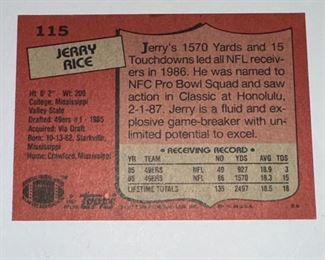 115
JERRY
RICE
Ht: 6' 2" Wt: 200
College: Mississippi
Valley State
Drafted: 49ers #1 - 1985
Acquired: Via Draft
Born: 10-13-62, Starkville,
Mississippi
Home: Crawford, Mississippi
Jerry's 1570 Yards and 15
Touchdowns led all NFL receiv-
ers in 1986. He was named to
NFC Pro Bowl Squad and saw
action in Classic at Honolulu,
2-1-87. Jerry is a fluid and ex-
plosive game-breaker with un-
limited potential to excel.
RECEIVING RECORD
YR TEAM NO YDS AVG TDS
85 49ERS 49 927 18.9 3
86 49ERS 86 1570 18.3 15
LIFETIME TOTALS 135 2497 18.5 18
Topps